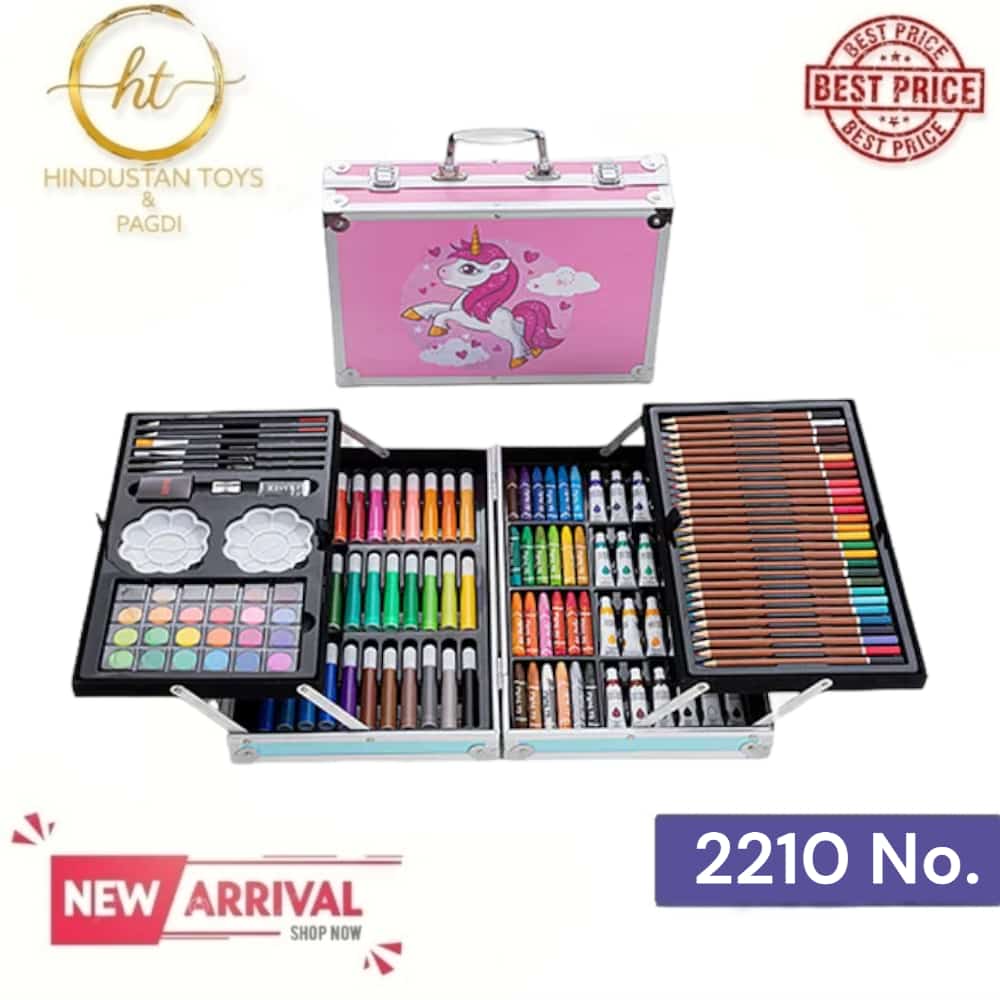 ht
HINDUSTAN TOYS
&
PAGDI
BEST PRICE
BEST PRICE
BEST PRICE
NEW ARRIVAL
SHOP NOW
2210 No.